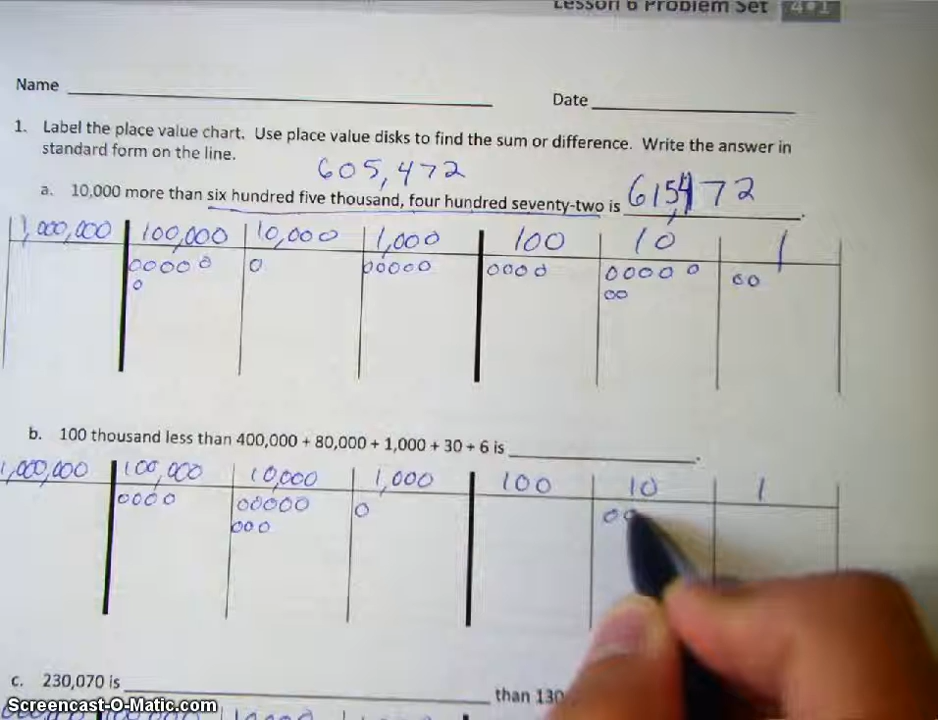 Lesson 6 Problem Set 4•1
Name
Date
1. Label the place value chart. Use place value disks to find the sum or difference. Write the answer in
standard form on the line.
605,472
a. 10,000 more than six hundred five thousand, four hundred seventy-two is 615,472.
1,000,000 100,000 10,000 1,000 100 10 1
b. 100 thousand less than 400,000 + 80,000 + 1,000 + 30 + 6 is .
1,000,000 100,000 10,000 1,000 100 10 1
c. 230,070 is than 130
Screencast-O-Matic.com